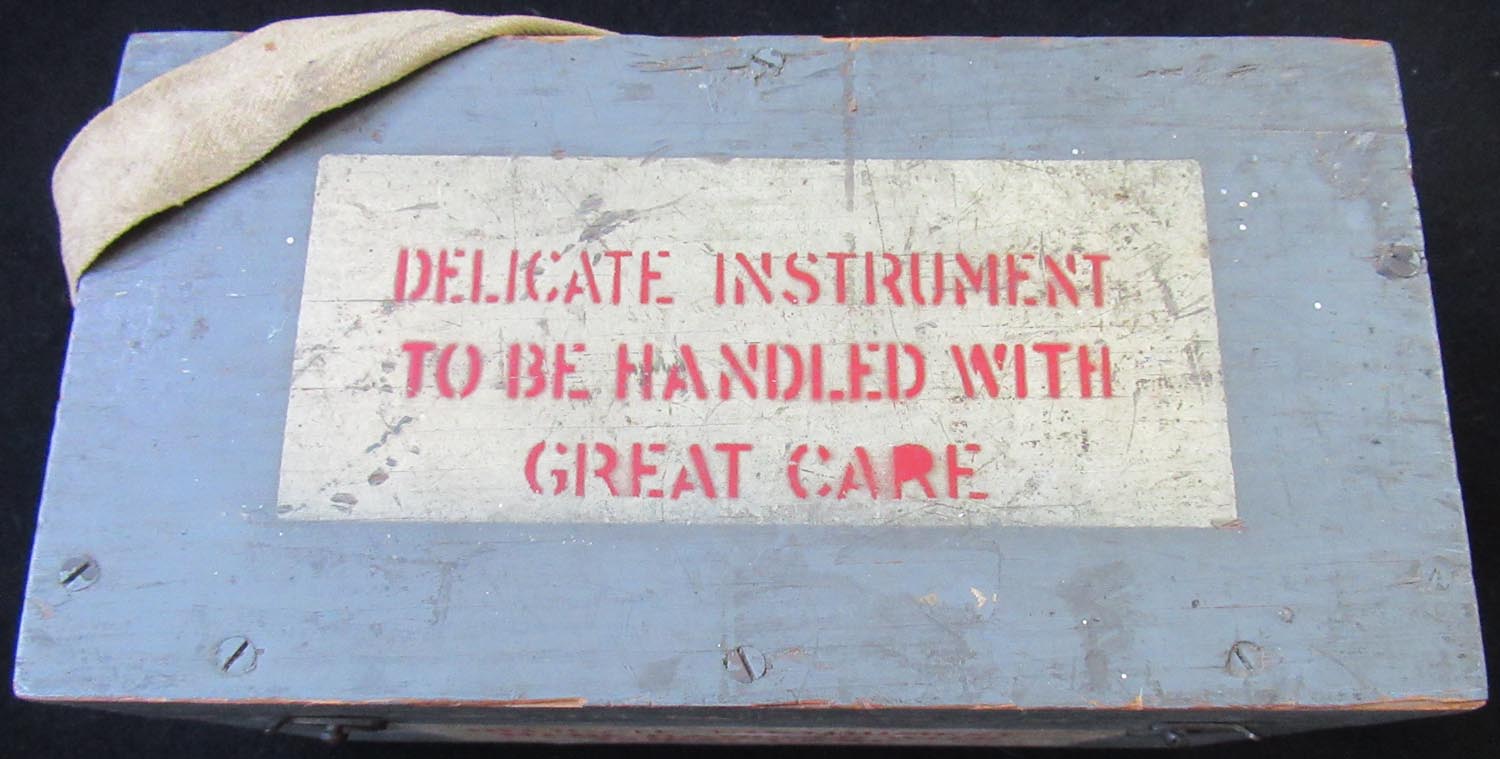 DELICATE INSTRUMENT
TO BE HANDLED WITH
GREAT CARE